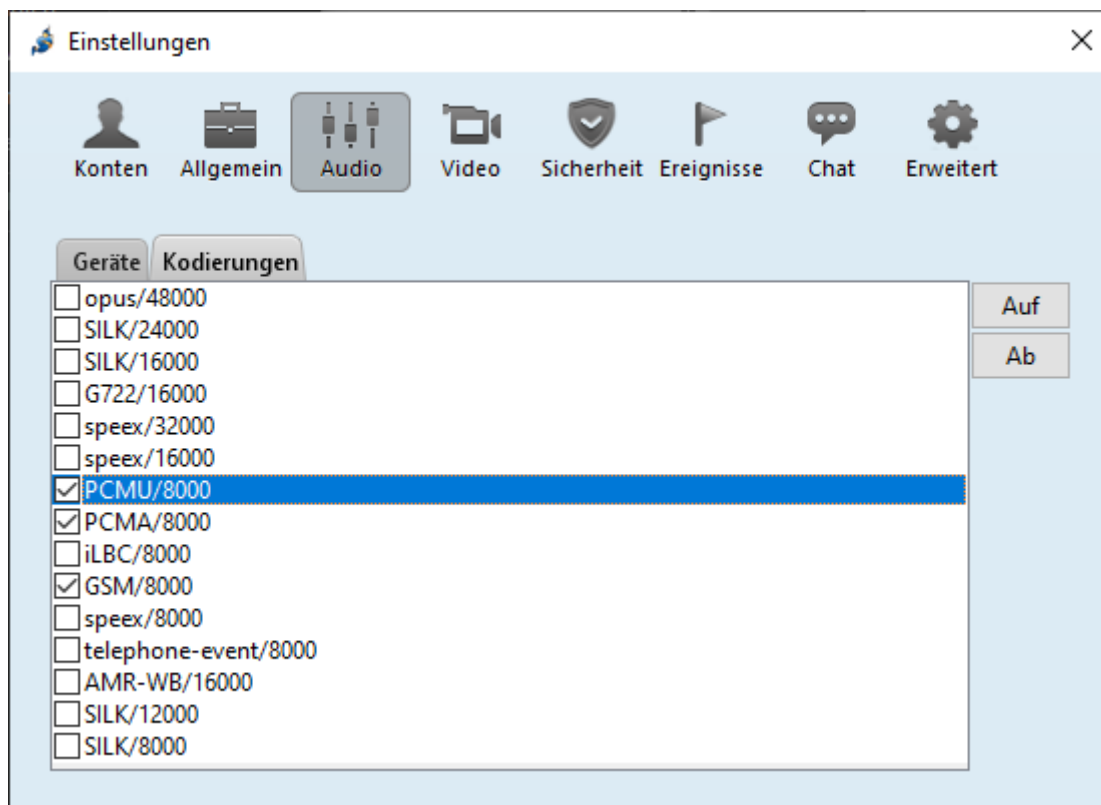 Einstellungen
Konten Allgemein Audio Video Sicherheit Ereignisse Chat Erweitert
Geräte Kodierungen
opus/48000
SILK/24000
SILK/16000
G722/16000
speex/32000
speex/16000
PCMU/8000
PCMA/8000
iLBC/8000
GSM/8000
speex/8000
telephone-event/8000
AMR-WB/16000
SILK/12000
SILK/8000
Auf
Ab